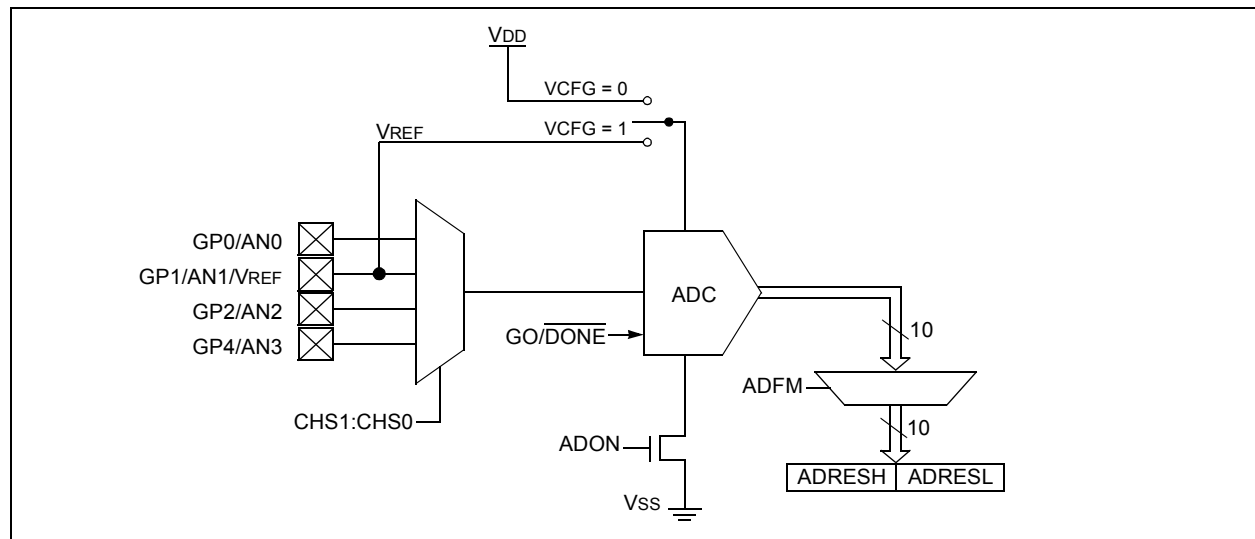 VDD
VCFG = 0
VREF
VCFG = 1
GP0/AN0
GP1/AN1/VREF
GP2/AN2
GP4/AN3
ADC
GO/DONE
10
ADFM
CHS1:CHS0
10
ADON
ADRESH ADRESL
VSS